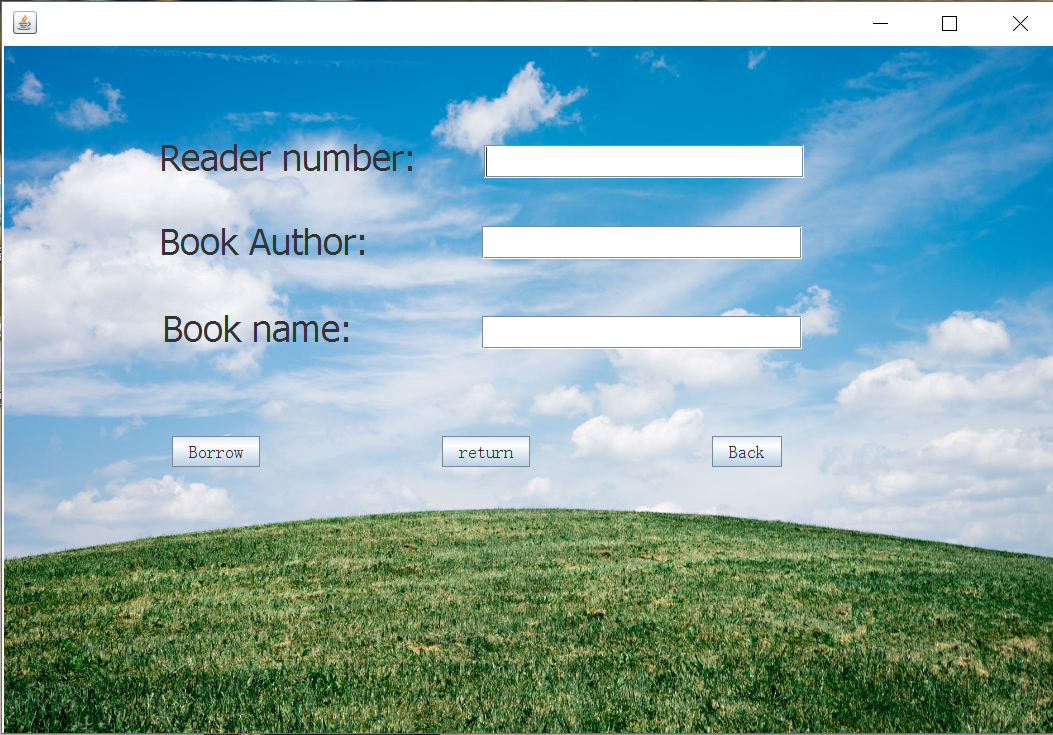 Reader number:
Book Author:
Book name:
Borrow return Back